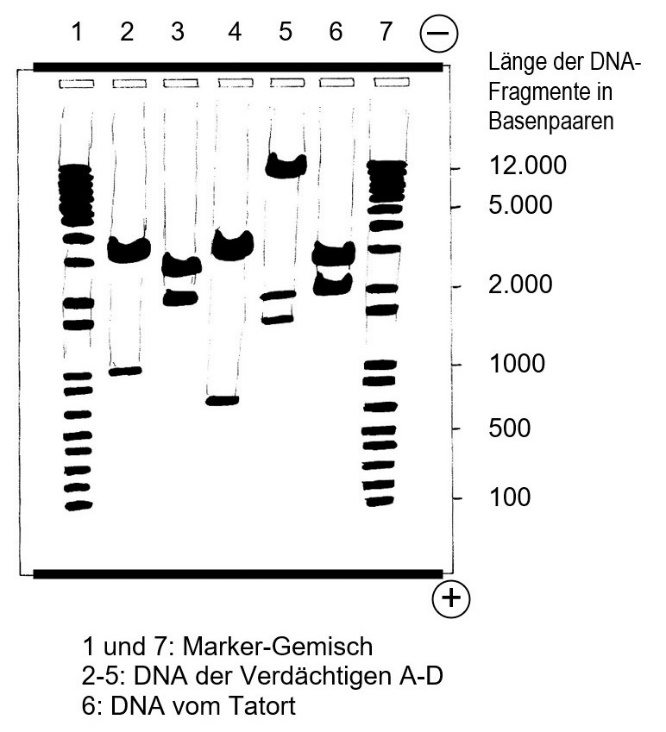 1 2 3 4 5 6 7 −
Länge der DNA-
Fragmente in
Basenpaaren
12.000
5.000
2.000
1000
500
100
+
1 und 7: Marker-Gemisch
2-5: DNA der Verdächtigen A-D
6: DNA vom Tatort